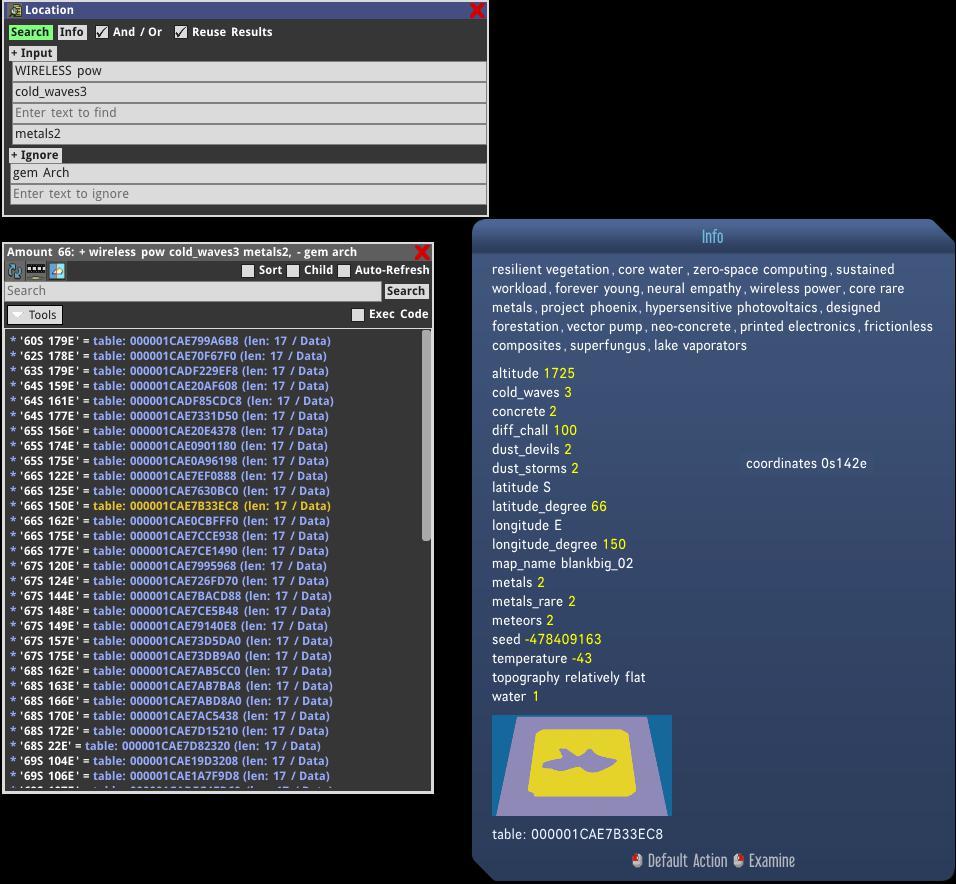 Location
Search Info And / Or Reuse Results
+ Input
WIRELESS pow
cold_waves3
Enter text to find
metals2
+ Ignore
gem Arch
Enter text to ignore
Amount 66: + wireless pow cold_waves3 metals2, - gem arch
Sort Child Auto-Refresh
Search Search
Tools Exec Code
* '60S 179E' = table: 000001CAE799A6B8 (len: 17 / Data)
* '62S 178E' = table: 000001CAE70F67F0 (len: 17 / Data)
* '63S 179E' = table: 000001CADF229EF8 (len: 17 / Data)
* '64S 159E' = table: 000001CAE20AF608 (len: 17 / Data)
* '64S 161E' = table: 000001CADF85CDC8 (len: 17 / Data)
* '64S 177E' = table: 000001CAE7331D50 (len: 17 / Data)
* '65S 156E' = table: 000001CAE20E4378 (len: 17 / Data)
* '65S 174E' = table: 000001CAE0901180 (len: 17 / Data)
* '65S 175E' = table: 000001CAE0A96198 (len: 17 / Data)
* '66S 122E' = table: 000001CAE7EF0888 (len: 17 / Data)
* '66S 125E' = table: 000001CAE7630BC0 (len: 17 / Data)
* '66S 150E' = table: 000001CAE7B33EC8 (len: 17 / Data)
* '66S 162E' = table: 000001CAE0CBFFF0 (len: 17 / Data)
* '66S 175E' = table: 000001CAE7CCE938 (len: 17 / Data)
* '66S 177E' = table: 000001CAE7CE1490 (len: 17 / Data)
* '67S 120E' = table: 000001CAE7995968 (len: 17 / Data)
* '67S 124E' = table: 000001CAE726FD70 (len: 17 / Data)
* '67S 144E' = table: 000001CAE7BACD88 (len: 17 / Data)
* '67S 148E' = table: 000001CAE7CE5B48 (len: 17 / Data)
* '67S 149E' = table: 000001CAE79140E8 (len: 17 / Data)
* '67S 157E' = table: 000001CAE73D5DA0 (len: 17 / Data)
* '67S 175E' = table: 000001CAE73DB9A0 (len: 17 / Data)
* '68S 162E' = table: 000001CAE7AB5CC0 (len: 17 / Data)
* '68S 163E' = table: 000001CAE7AB7BA8 (len: 17 / Data)
* '68S 166E' = table: 000001CAE7ABD8A0 (len: 17 / Data)
* '68S 170E' = table: 000001CAE7AC5438 (len: 17 / Data)
* '68S 172E' = table: 000001CAE7D15210 (len: 17 / Data)
* '68S 22E' = table: 000001CAE7D82320 (len: 17 / Data)
* '69S 104E' = table: 000001CAE19D3208 (len: 17 / Data)
* '69S 106E' = table: 000001CAE1A7F9D8 (len: 17 / Data)
Info
resilient vegetation, core water, zero-space computing, sustained
workload, forever young, neural empathy, wireless power, core rare
metals, project phoenix, hypersensitive photovoltaics, designed
forestation, vector pump, neo-concrete, printed electronics, frictionless
composites, superfungus, lake vaporators
altitude 1725
cold_waves 3
concrete 2
diff_chall 100
dust_devils 2
coordinates 0s142e
dust_storms 2
latitude S
latitude_degree 66
longitude E
longitude_degree 150
map_name blankbig_02
metals 2
metals_rare 2
meteors 2
seed -478409163
temperature -43
topography relatively flat
water 1
table: 000001CAE7B33EC8
Default Action Examine